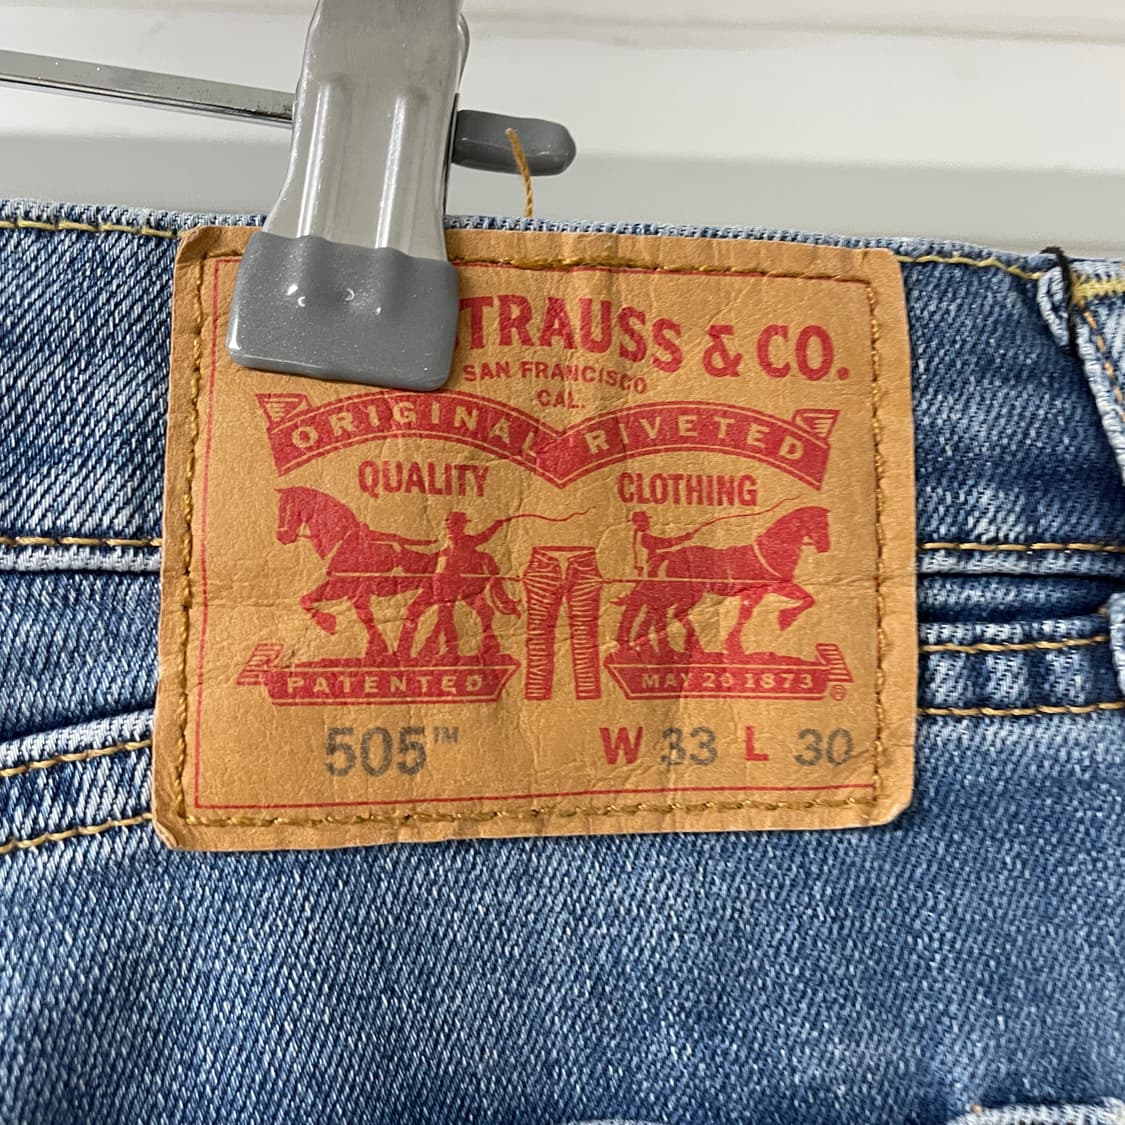 TRAUSS & CO.
SAN FRANCISCO
CAL.
ORIGINAL RIVETED
QUALITY CLOTHING
PATENTED MAY 20 1873 ®
505™ W 33 L 30